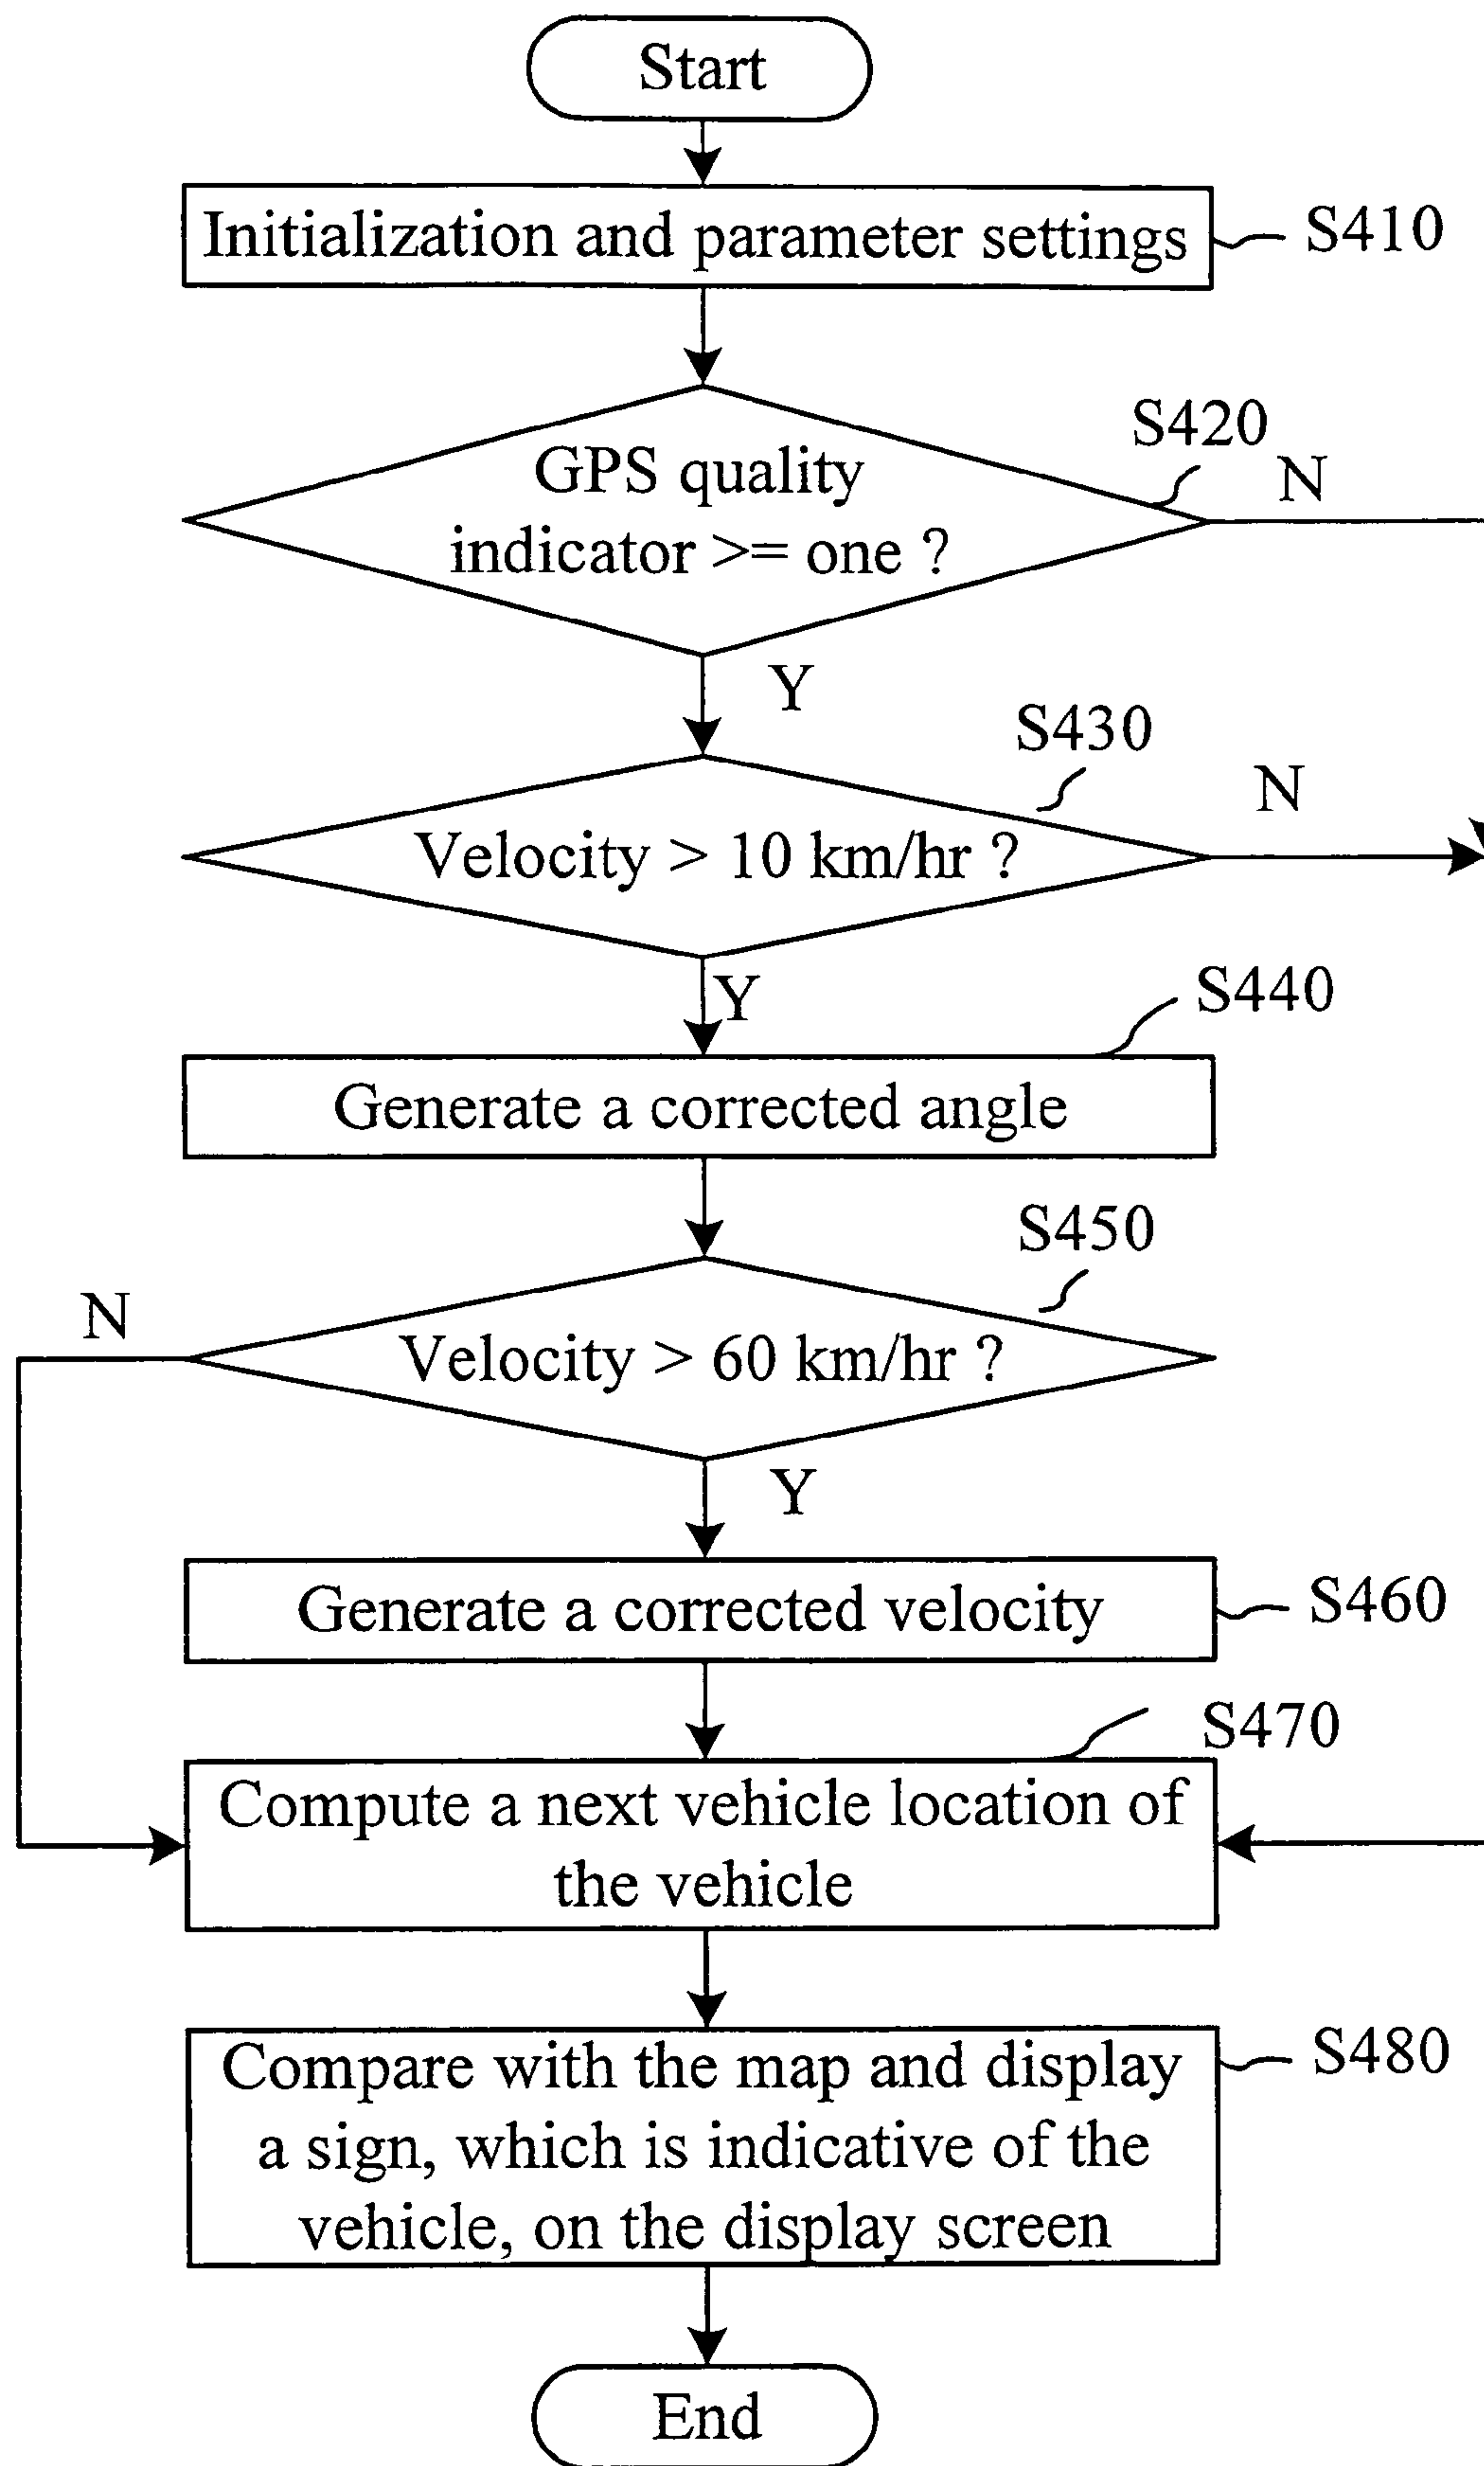 Start
Initialization and parameter settings
S410
S420
GPS quality
indicator >= one ?
N
Y
S430
Velocity > 10 km/hr ?
N
Y
S440
Generate a corrected angle
S450
N
Velocity > 60 km/hr ?
Y
Generate a corrected velocity
S460
S470
Compute a next vehicle location of
the vehicle
Compare with the map and display
a sign, which is indicative of the
vehicle, on the display screen
S480
End